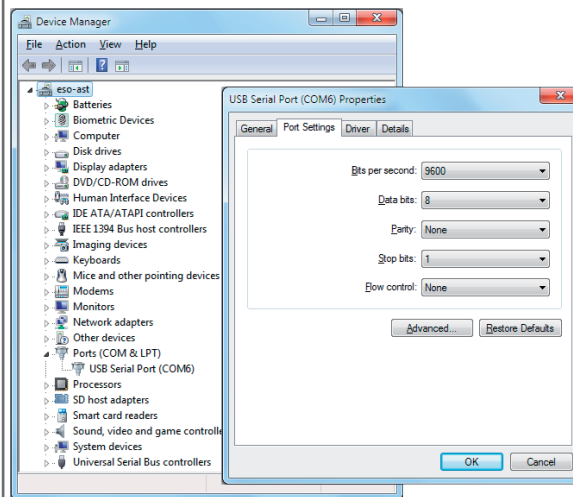 Device Manager
File Action View Help
eso-ast
Batteries
Biometric Devices
Computer
Disk drives
Display adapters
DVD/CD-ROM drives
Human Interface Devices
IDE ATA/ATAPI controllers
IEEE 1394 Bus host controllers
Imaging devices
Keyboards
Mice and other pointing devices
Modems
Monitors
Network adapters
Other devices
Ports (COM & LPT)
USB Serial Port (COM6)
Processors
SD host adapters
Smart card readers
Sound, video and game controlle
System devices
Universal Serial Bus controllers
USB Serial Port (COM6) Properties
General Port Settings Driver Details
Bits per second: 9600
Data bits: 8
Parity: None
Stop bits: 1
Flow control: None
Advanced... Restore Defaults
OK Cancel